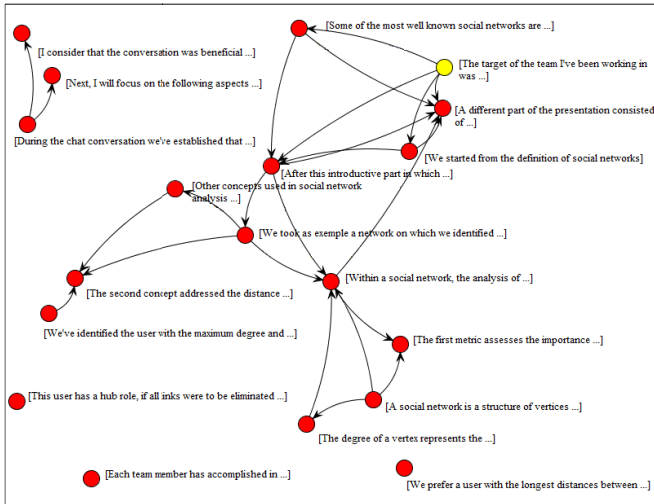 [Some of the most well known social networks are ...]
[I consider that the conversation was beneficial ...]
[The target of the team I've been working in
was ...]
[Next, I will focus on the following aspects ...]
[A different part of the presentation consisted
of ...]
[During the chat conversation we've established that ...]
[We started from the definition of social networks]
[After this introductive part in which ...]
[Other concepts used in social network
analysis ...]
[We took as exemple a network on which we identified ...]
[Within a social network, the analysis of ...]
[The second concept addressed the distance ...]
[We've identified the user with the maximum degree and ...]
[The first metric assesses the importance ...]
[This user has a hub role, if all inks were to be eliminated ...]
[A social network is a structure of vertices ...]
[The degree of a vertex represents the ...]
[Each team member has accomplished in ...]
[We prefer a user with the longest distances between ...]